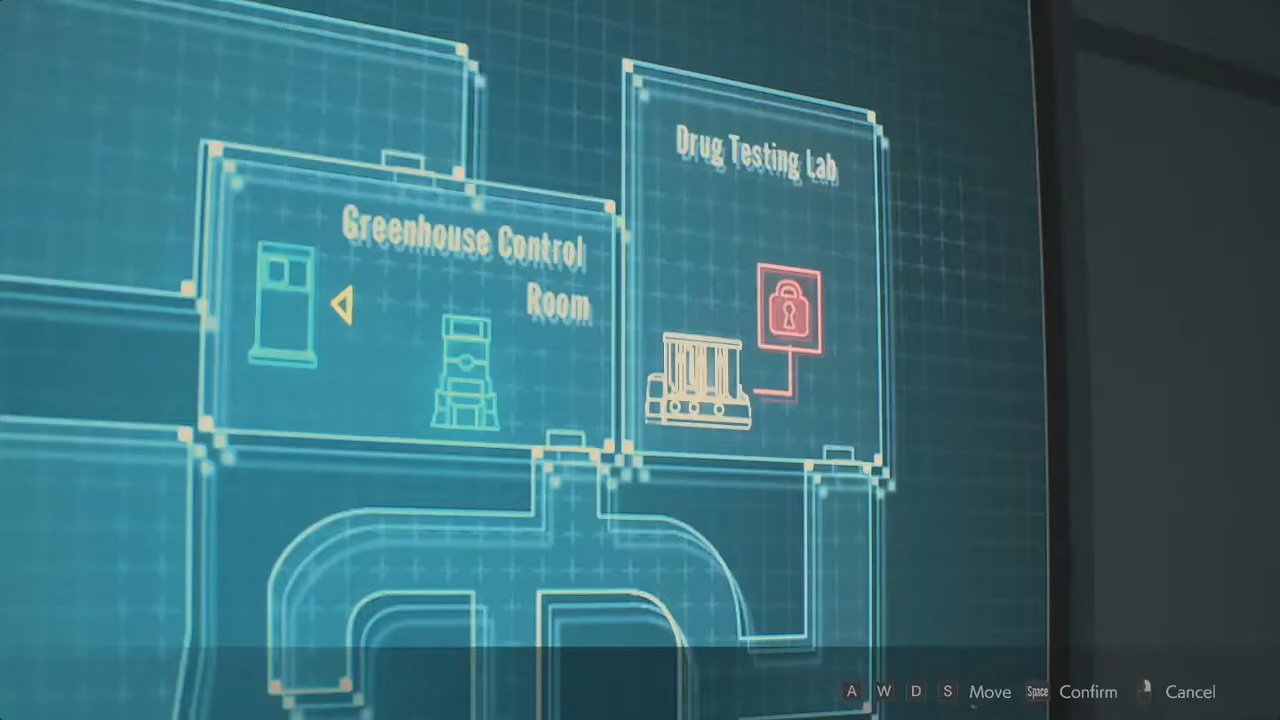 Drug Testing Lab
Greenhouse Control
Room
A W D S Move Space Confirm Cancel